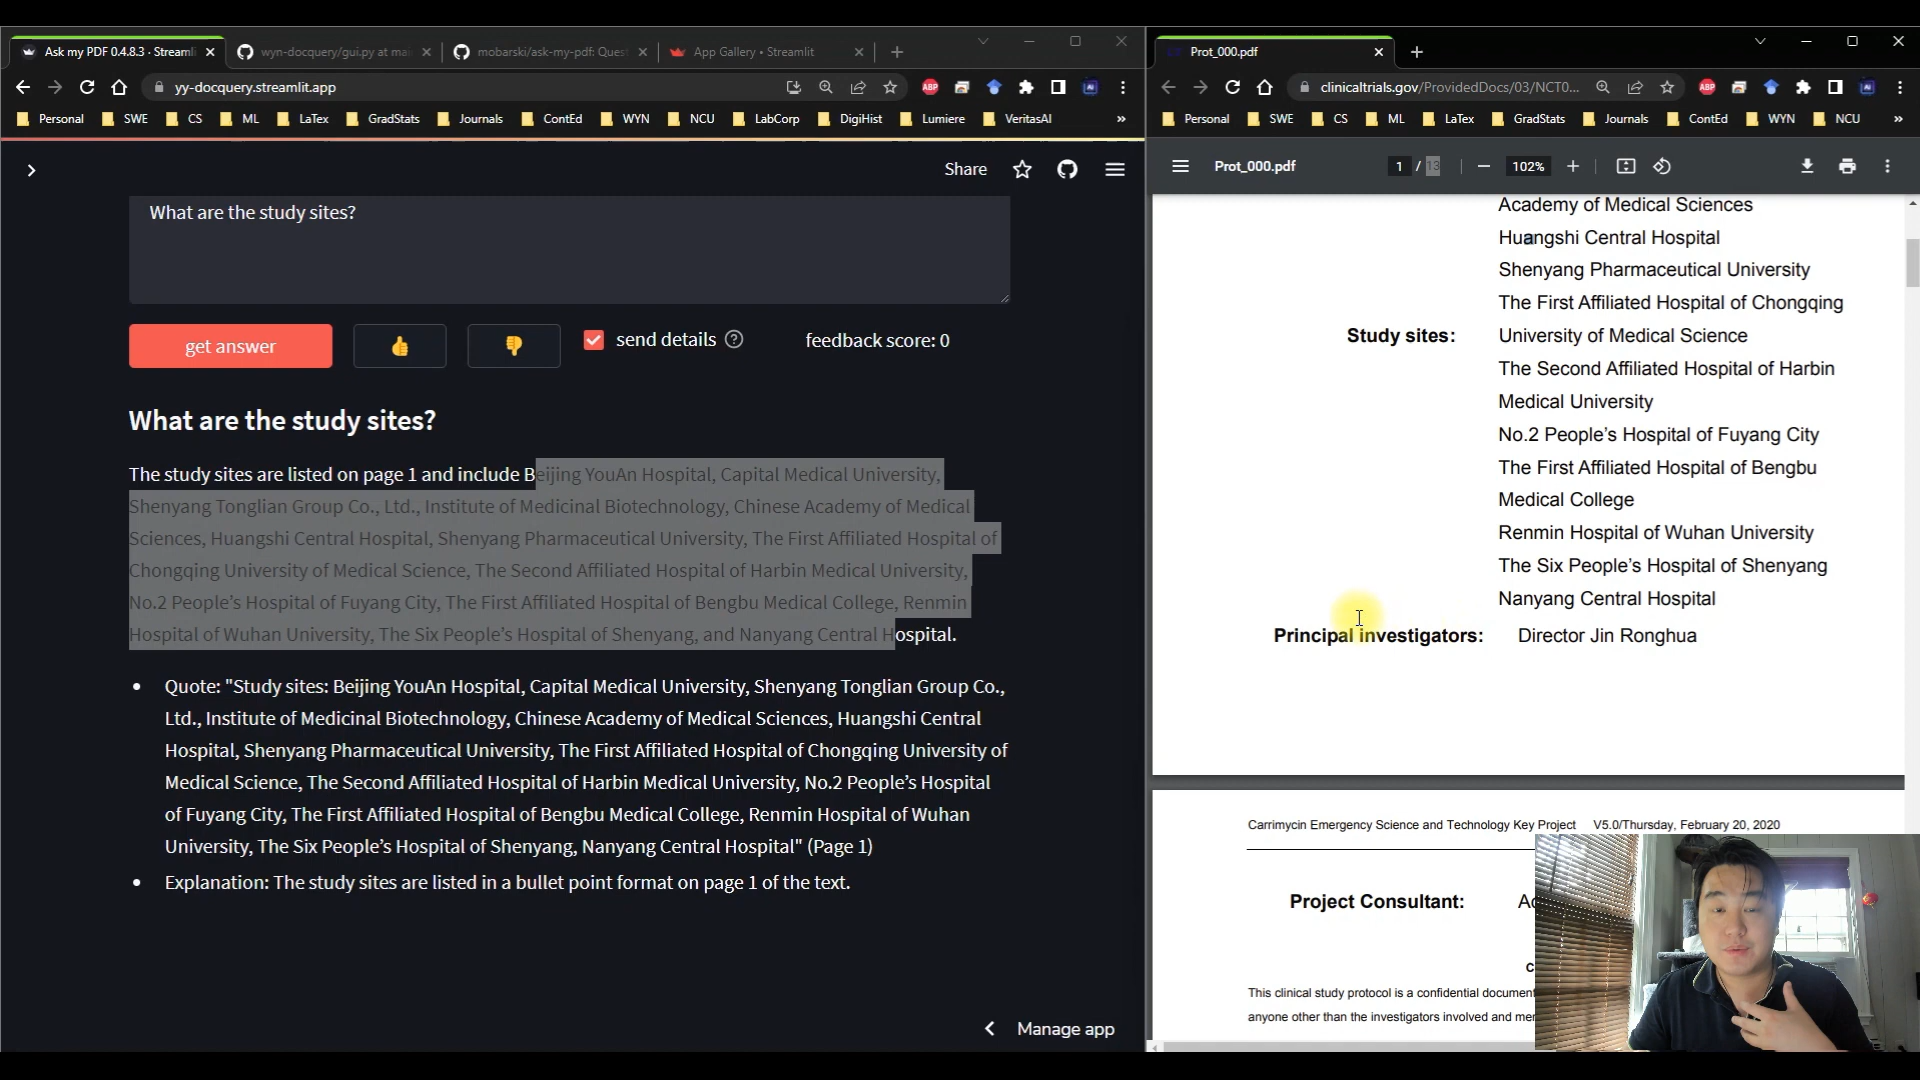 Ask my PDF 0.4.8.3 · Streamli
wyn-docquery/gui.py at mai
mobarski/ask-my-pdf: Ques
App Gallery • Streamlit
yy-docquery.streamlit.app
ABP
Personal SWE CS ML LaTex GradStats Journals ContEd WYN NCU LabCorp DigiHist Lumiere VeritasAI »
Share
What are the study sites?
get answer
send details
feedback score: 0
What are the study sites?
The study sites are listed on page 1 and include Beijing YouAn Hospital, Capital Medical University,
Shenyang Tonglian Group Co., Ltd., Institute of Medicinal Biotechnology, Chinese Academy of Medical
Sciences, Huangshi Central Hospital, Shenyang Pharmaceutical University, The First Affiliated Hospital of
Chongqing University of Medical Science, The Second Affiliated Hospital of Harbin Medical University,
No.2 People’s Hospital of Fuyang City, The First Affiliated Hospital of Bengbu Medical College, Renmin
Hospital of Wuhan University, The Six People’s Hospital of Shenyang, and Nanyang Central Hospital.
• Quote: "Study sites: Beijing YouAn Hospital, Capital Medical University, Shenyang Tonglian Group Co.,
Ltd., Institute of Medicinal Biotechnology, Chinese Academy of Medical Sciences, Huangshi Central
Hospital, Shenyang Pharmaceutical University, The First Affiliated Hospital of Chongqing University of
Medical Science, The Second Affiliated Hospital of Harbin Medical University, No.2 People’s Hospital
of Fuyang City, The First Affiliated Hospital of Bengbu Medical College, Renmin Hospital of Wuhan
University, The Six People’s Hospital of Shenyang, Nanyang Central Hospital" (Page 1)
• Explanation: The study sites are listed in a bullet point format on page 1 of the text.
Manage app
Prot_000.pdf
clinicaltrials.gov/ProvidedDocs/03/NCT0...
ABP
Personal SWE CS ML LaTex GradStats Journals ContEd WYN NCU »
Prot_000.pdf
1 / 13
102%
Academy of Medical Sciences
Huangshi Central Hospital
Shenyang Pharmaceutical University
The First Affiliated Hospital of Chongqing
Study sites: University of Medical Science
The Second Affiliated Hospital of Harbin
Medical University
No.2 People’s Hospital of Fuyang City
The First Affiliated Hospital of Bengbu
Medical College
Renmin Hospital of Wuhan University
The Six People’s Hospital of Shenyang
Nanyang Central Hospital
Principal investigators: Director Jin Ronghua
Carrimycin Emergency Science and Technology Key Project V5.0/Thursday, February 20, 2020
Project Consultant:
This clinical study protocol is a confidential document
anyone other than the investigators involved and